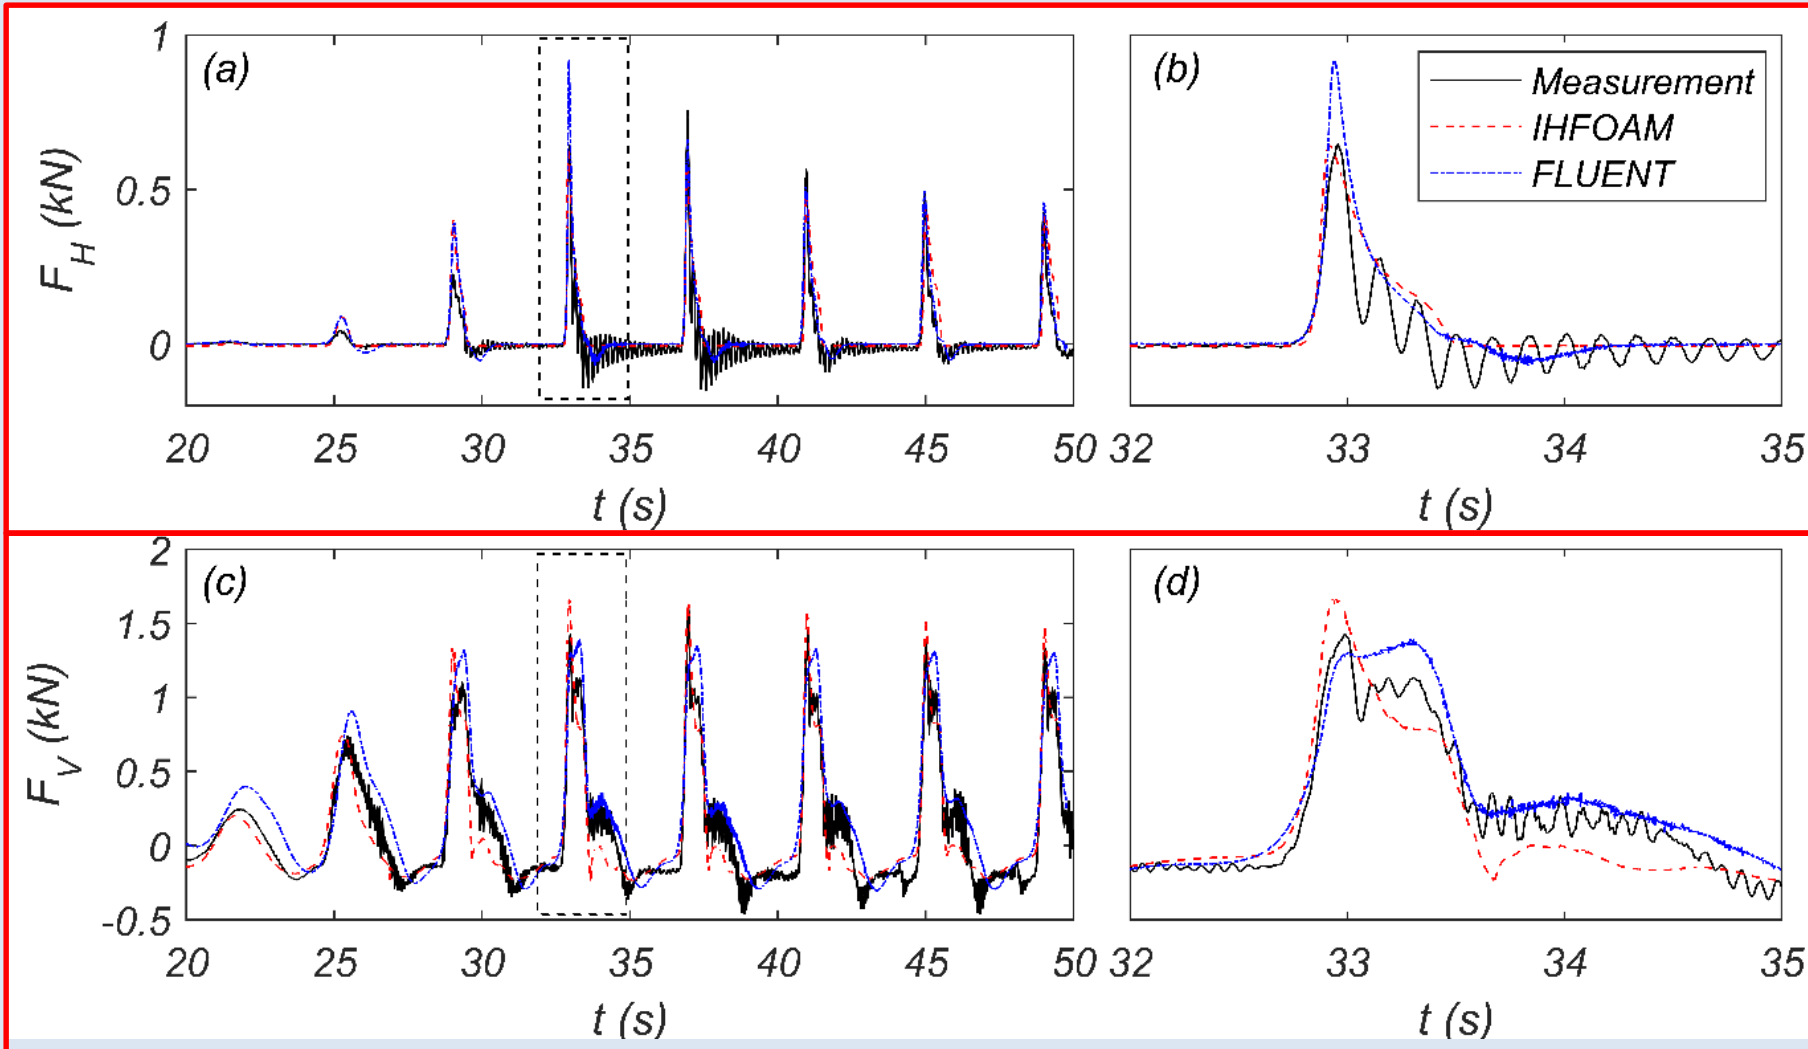 (a)
1
0.5
0
F_H (kN)
20 25 30 35 40 45 50
t (s)
(b)
Measurement
IHFOAM
FLUENT
32 33 34 35
t (s)
(c)
2
1.5
1
0.5
0
-0.5
F_V (kN)
20 25 30 35 40 45 50
t (s)
(d)
32 33 34 35
t (s)